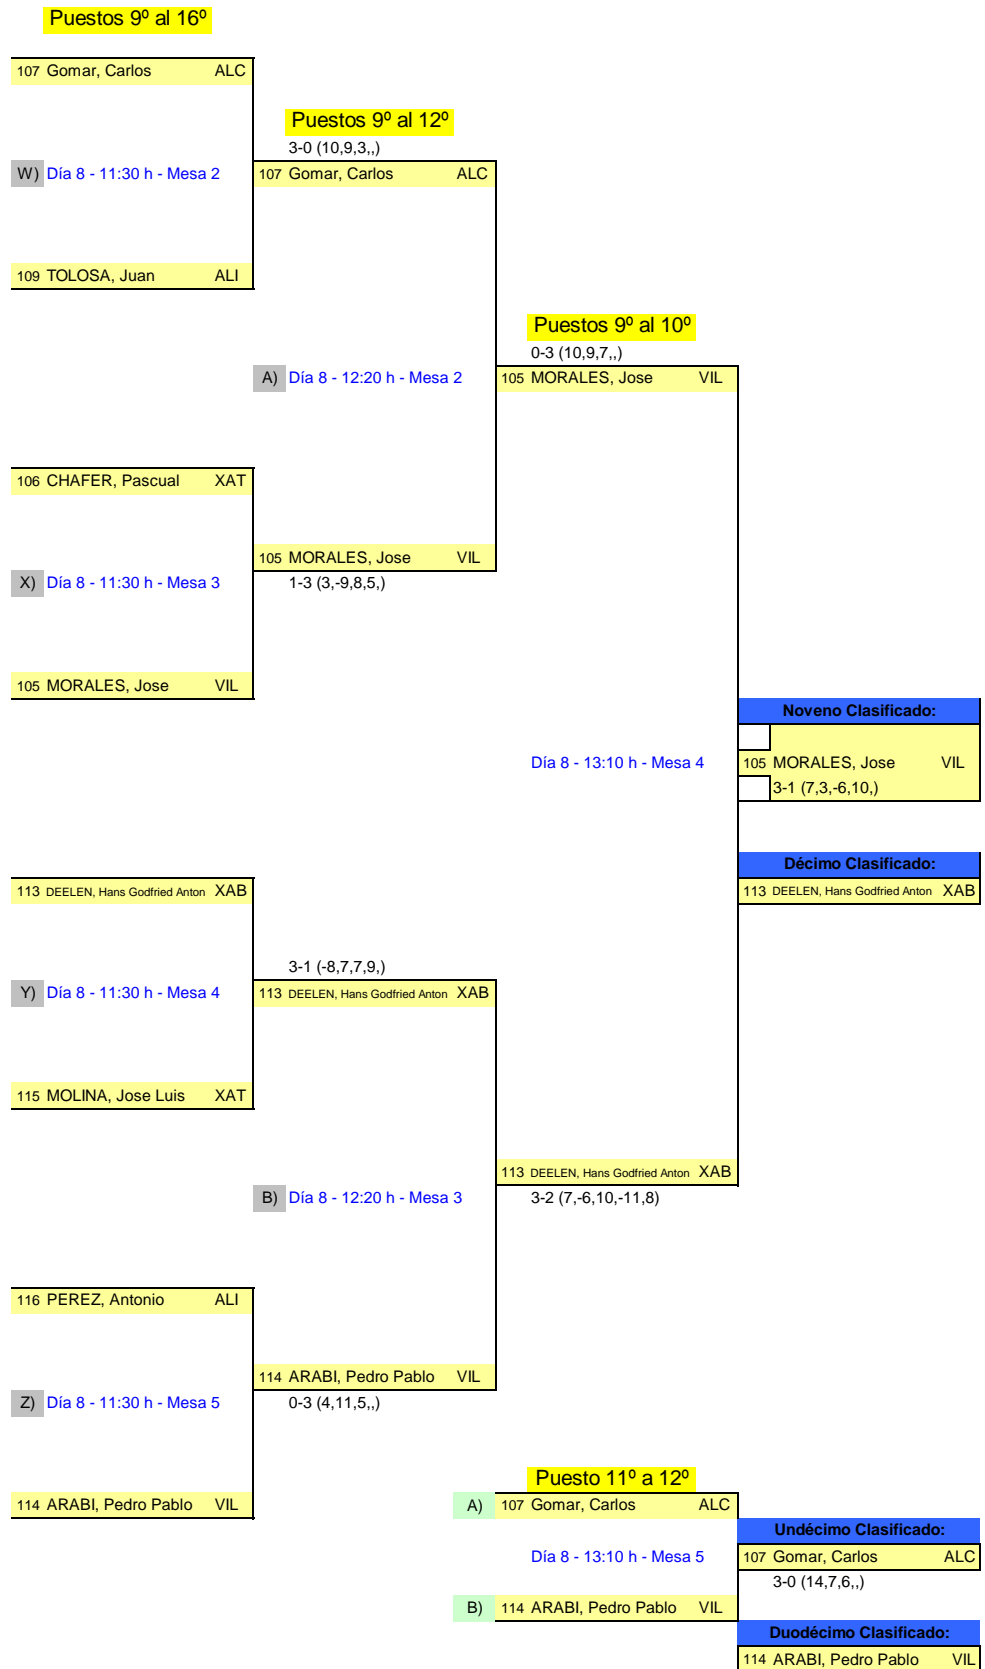 Puestos 9º al 16º
107 Gomar, Carlos ALC
Puestos 9º al 12º
3-0 (10,9,3,,)
W) Día 8 - 11:30 h - Mesa 2
107 Gomar, Carlos ALC
109 TOLOSA, Juan ALI
Puestos 9º al 10º
0-3 (10,9,7,,)
A) Día 8 - 12:20 h - Mesa 2
105 MORALES, Jose VIL
106 CHAFER, Pascual XAT
105 MORALES, Jose VIL
X) Día 8 - 11:30 h - Mesa 3
1-3 (3,-9,8,5,)
105 MORALES, Jose VIL
Noveno Clasificado:
Día 8 - 13:10 h - Mesa 4
105 MORALES, Jose VIL
3-1 (7,3,-6,10,)
Décimo Clasificado:
113 DEELEN, Hans Godfried Anton XAB
113 DEELEN, Hans Godfried Anton XAB
3-1 (-8,7,7,9,)
Y) Día 8 - 11:30 h - Mesa 4
113 DEELEN, Hans Godfried Anton XAB
115 MOLINA, Jose Luis XAT
113 DEELEN, Hans Godfried Anton XAB
B) Día 8 - 12:20 h - Mesa 3
3-2 (7,-6,10,-11,8)
116 PEREZ, Antonio ALI
114 ARABI, Pedro Pablo VIL
Z) Día 8 - 11:30 h - Mesa 5
0-3 (4,11,5,,)
Puesto 11º a 12º
114 ARABI, Pedro Pablo VIL
A) 107 Gomar, Carlos ALC
Undécimo Clasificado:
Día 8 - 13:10 h - Mesa 5
107 Gomar, Carlos ALC
3-0 (14,7,6,,)
B) 114 ARABI, Pedro Pablo VIL
Duodécimo Clasificado:
114 ARABI, Pedro Pablo VIL